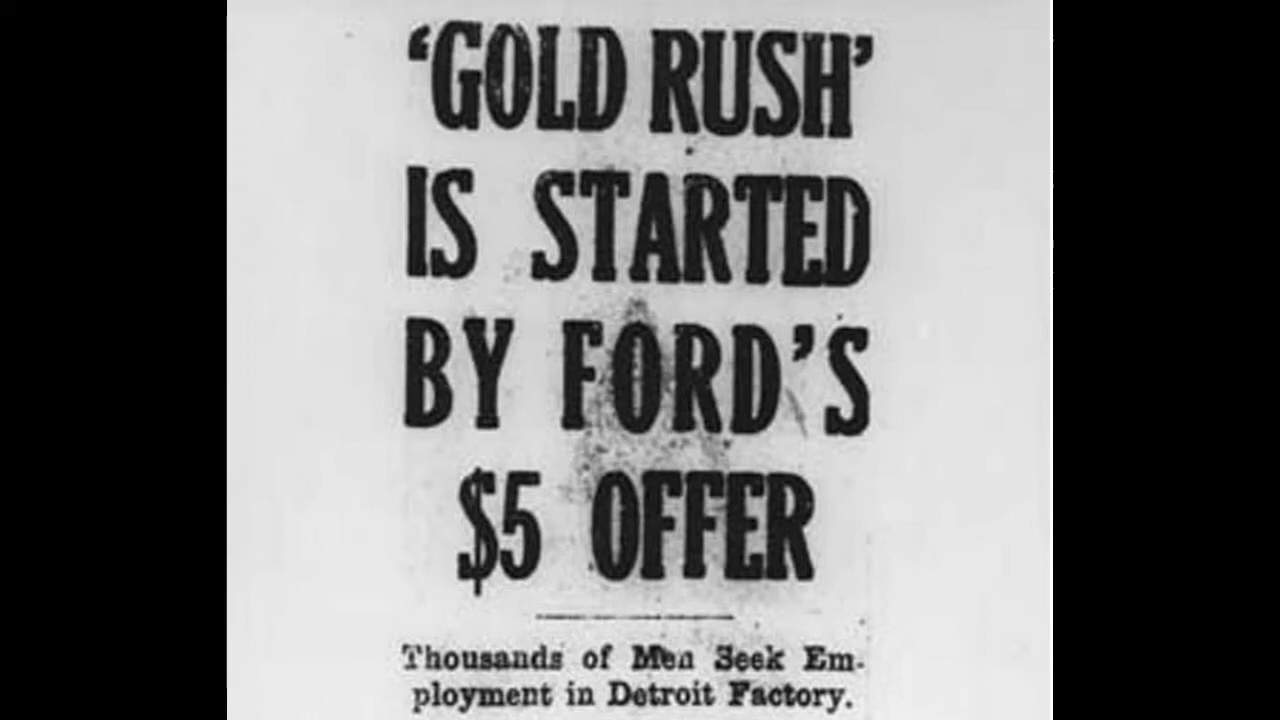 ‘GOLD RUSH’
IS STARTED
BY FORD’S
$5 OFFER
Thousands of Men Seek Em-
ployment in Detroit Factory.